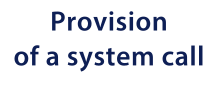 Provision
of a system call